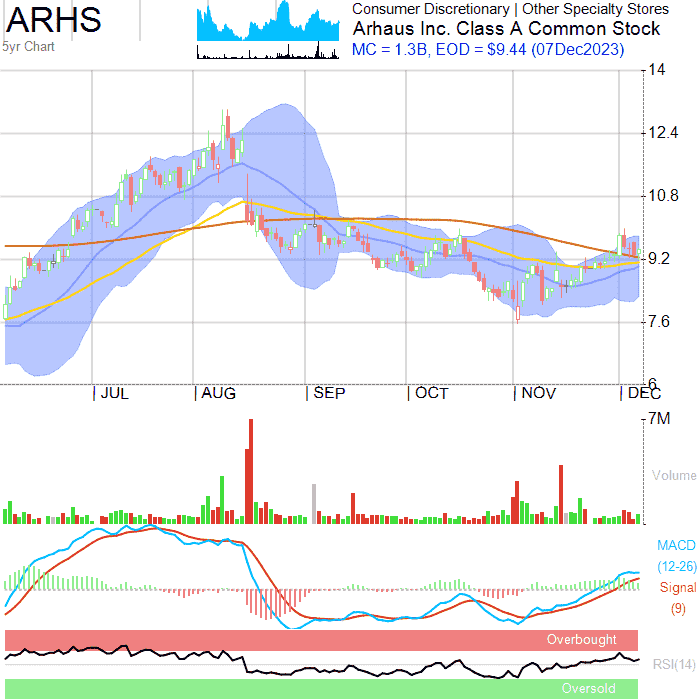 ARHS
5yr Chart
Consumer Discretionary | Other Specialty Stores
Arhaus Inc. Class A Common Stock
MC = 1.3B, EOD = $9.44 (07Dec2023)
14
12.4
10.8
9.2
7.6
6
JUL AUG SEP OCT NOV DEC
7M
Volume
MACD
(12-26)
Signal
(9)
Overbought
RSI(14)
Oversold